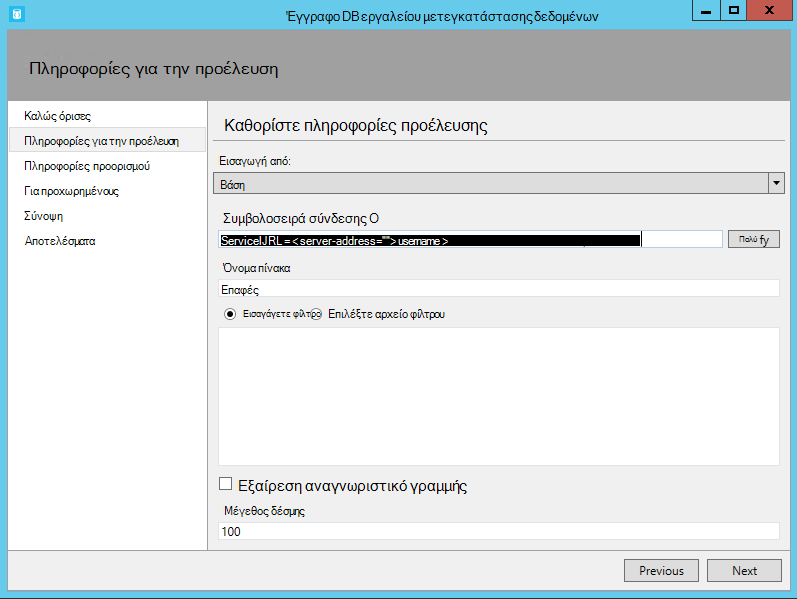 Έγγραφο DB εργαλείου μετεγκατάστασης δεδομένων
Πληροφορίες για την προέλευση
Καλώς όρισες
Πληροφορίες για την προέλευση
Πληροφορίες προορισμού
Για προχωρημένους
Σύνοψη
Αποτελέσματα
Καθορίστε πληροφορίες προέλευσης
Εισαγωγή από:
Βάση
Συμβολοσειρά σύνδεσης Ο
ServiceIJRL = < server-address=""> username >
Πολύ fy
Όνομα πίνακα
Επαφές
Εισαγάγετε φίλτρο Επιλέξτε αρχείο φίλτρου
Εξαίρεση αναγνωριστικό γραμμής
Μέγεθος δέσμης
100
Previous Next